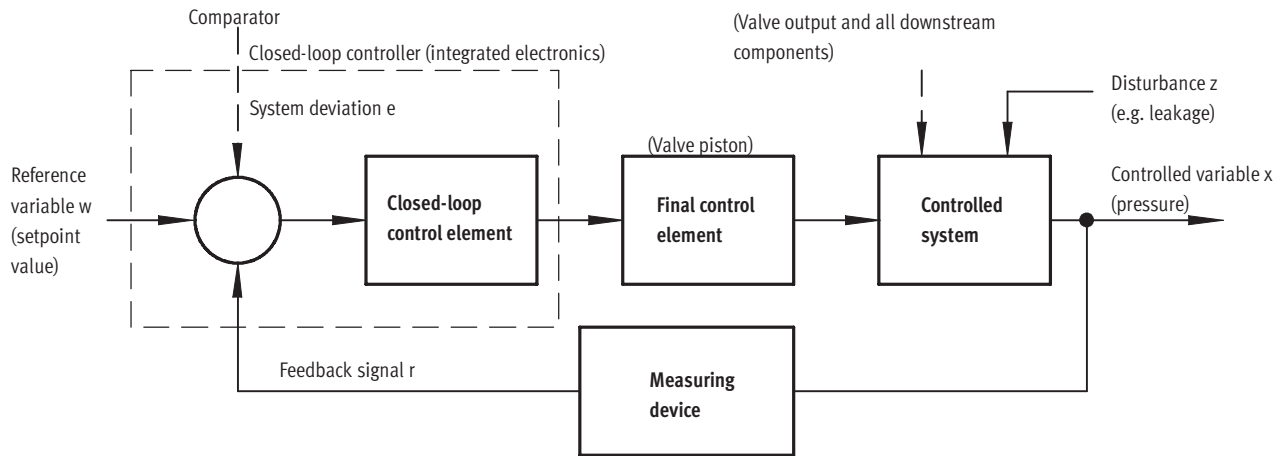 Comparator
Closed-loop controller (integrated electronics)
System deviation e
Reference
variable w
(setpoint
value)
Closed-loop
control element
(Valve piston)
Final control
element
(Valve output and all downstream
components)
Controlled
system
Disturbance z
(e.g. leakage)
Controlled variable x
(pressure)
Feedback signal r
Measuring
device